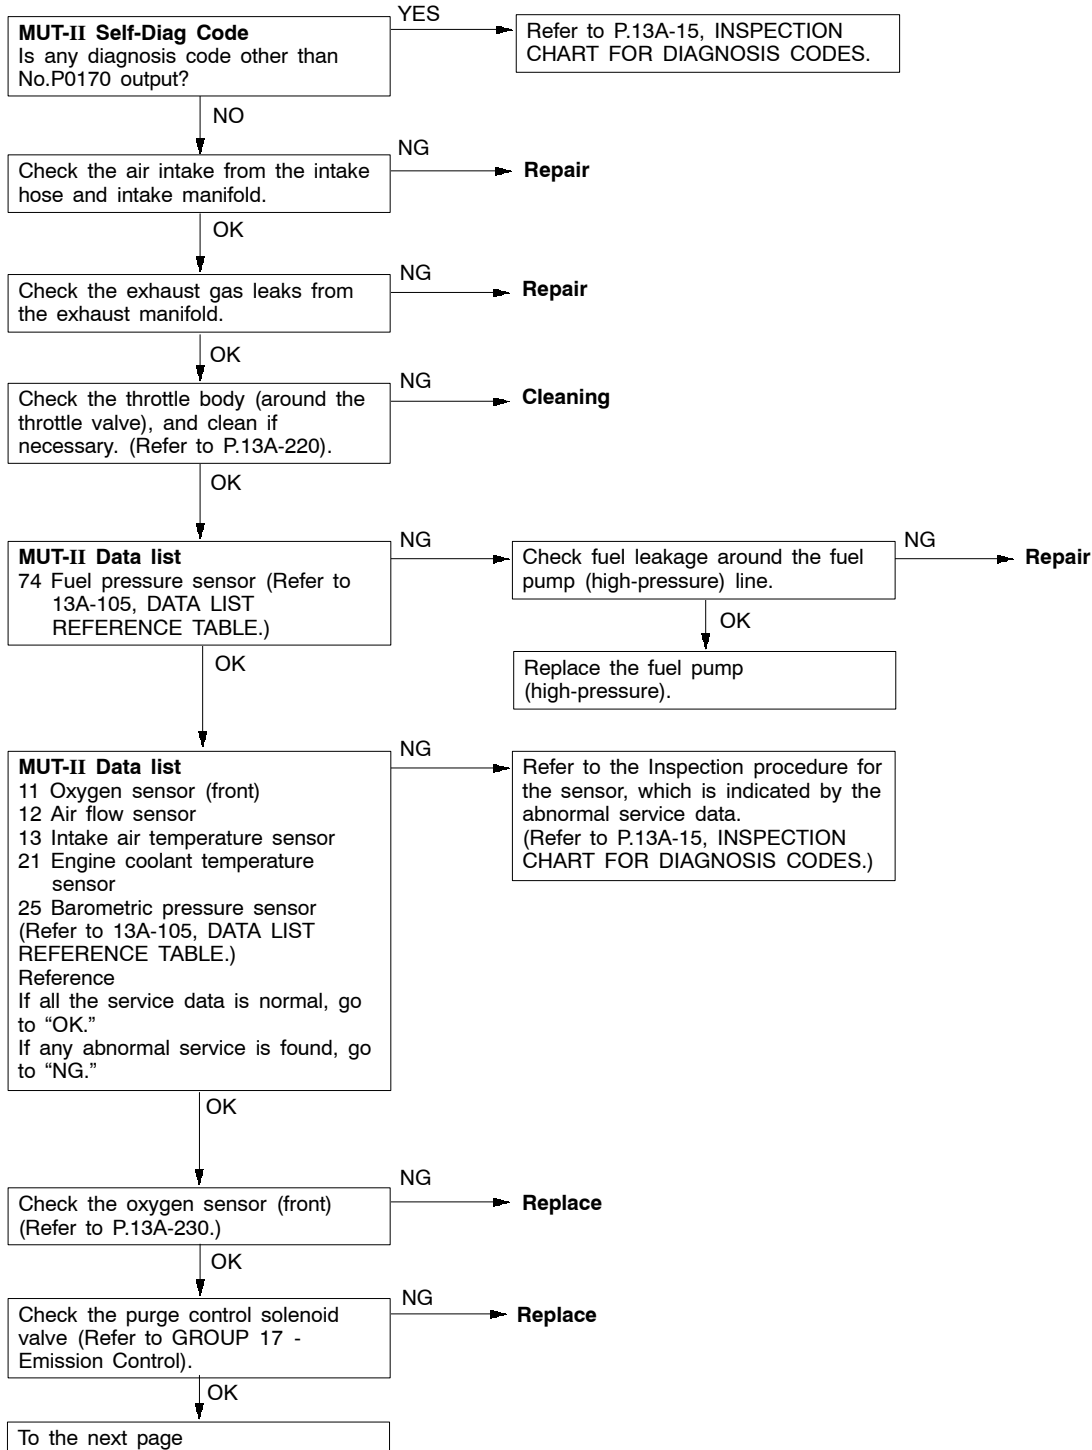 MUT-II Self-Diag Code
Is any diagnosis code other than
No.P0170 output?
YES
Refer to P.13A-15, INSPECTION
CHART FOR DIAGNOSIS CODES.
NO
Check the air intake from the intake
hose and intake manifold.
NG
Repair
OK
Check the exhaust gas leaks from
the exhaust manifold.
NG
Repair
OK
Check the throttle body (around the
throttle valve), and clean if
necessary. (Refer to P.13A-220).
NG
Cleaning
OK
MUT-II Data list
74 Fuel pressure sensor (Refer to
13A-105, DATA LIST
REFERENCE TABLE.)
NG
Check fuel leakage around the fuel
pump (high-pressure) line.
NG
Repair
OK
Replace the fuel pump
(high-pressure).
OK
MUT-II Data list
11 Oxygen sensor (front)
12 Air flow sensor
13 Intake air temperature sensor
21 Engine coolant temperature
sensor
25 Barometric pressure sensor
(Refer to 13A-105, DATA LIST
REFERENCE TABLE.)
Reference
If all the service data is normal, go
to “OK.”
If any abnormal service is found, go
to “NG.”
NG
Refer to the Inspection procedure for
the sensor, which is indicated by the
abnormal service data.
(Refer to P.13A-15, INSPECTION
CHART FOR DIAGNOSIS CODES.)
OK
Check the oxygen sensor (front)
(Refer to P.13A-230.)
NG
Replace
OK
Check the purge control solenoid
valve (Refer to GROUP 17 -
Emission Control).
NG
Replace
OK
To the next page